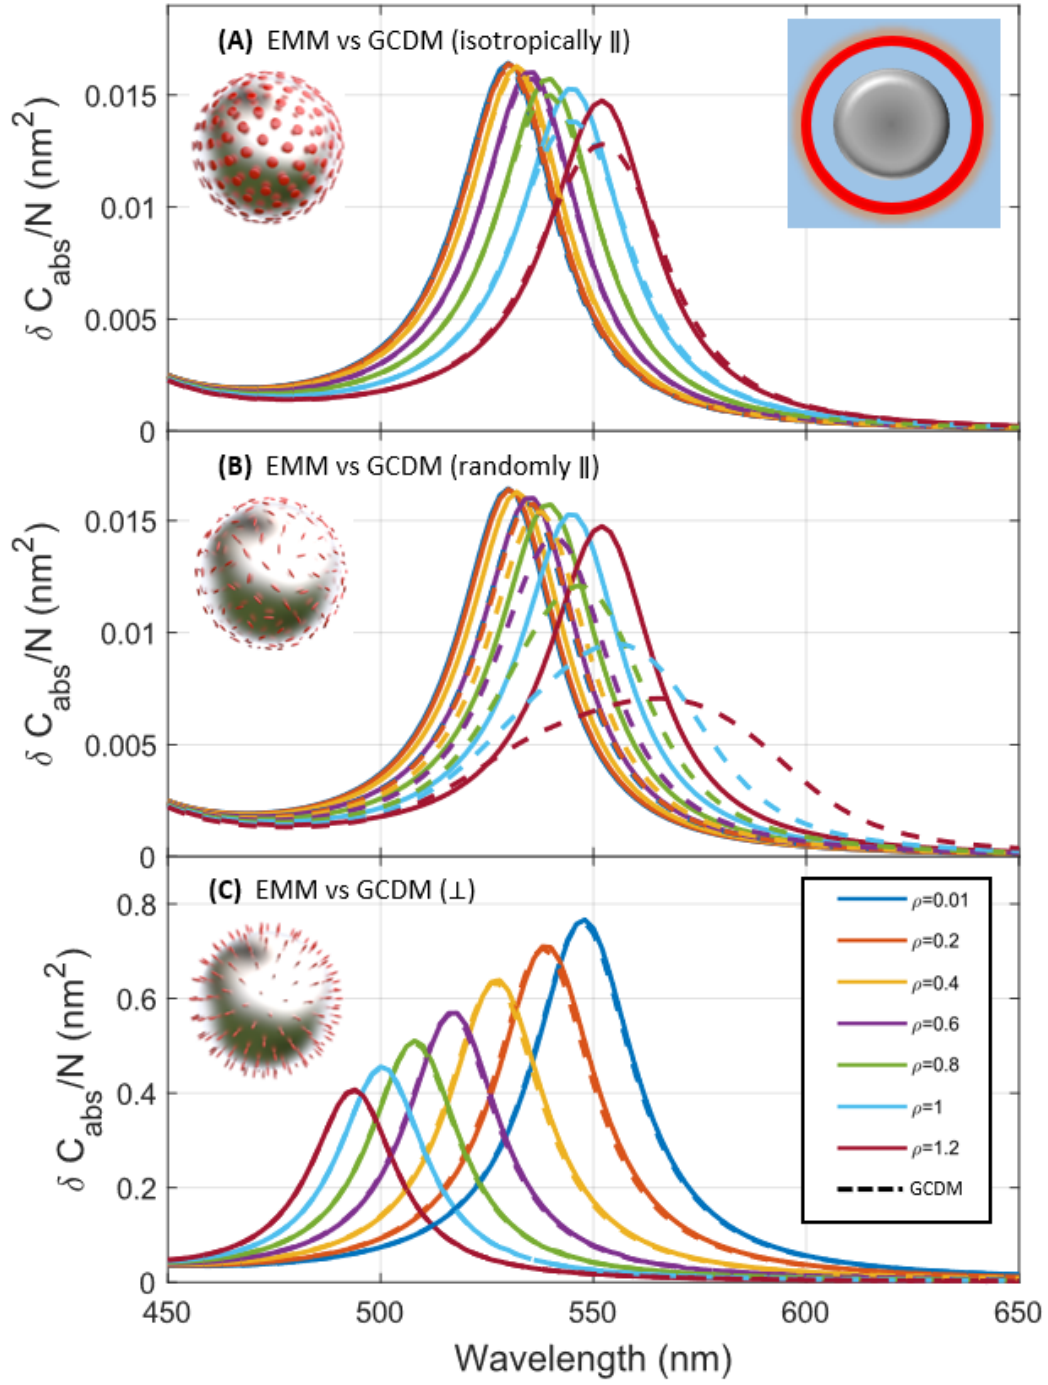 (A) EMM vs GCDM (isotropically ∥)
0.015
0.01
0.005
0
δ C_abs/N (nm²)
(B) EMM vs GCDM (randomly ∥)
0.015
0.01
0.005
0
δ C_abs/N (nm²)
(C) EMM vs GCDM (⊥)
0.8
0.6
0.4
0.2
0
δ C_abs/N (nm²)
ρ=0.01
ρ=0.2
ρ=0.4
ρ=0.6
ρ=0.8
ρ=1
ρ=1.2
GCDM
450 500 550 600 650
Wavelength (nm)